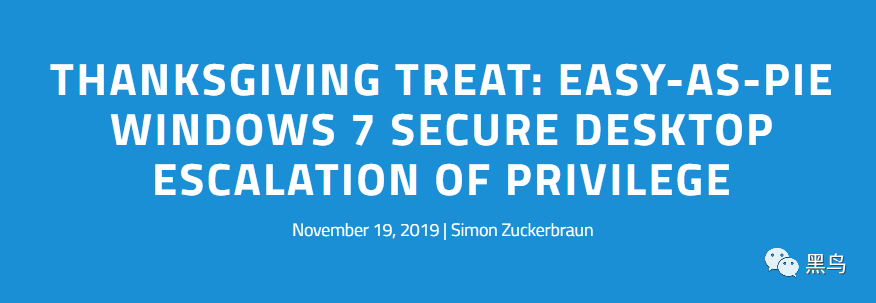 THANKSGIVING TREAT: EASY-AS-PIE
WINDOWS 7 SECURE DESKTOP
ESCALATION OF PRIVILEGE
November 19, 2019 | Simon Zuckerbraun
黑鸟